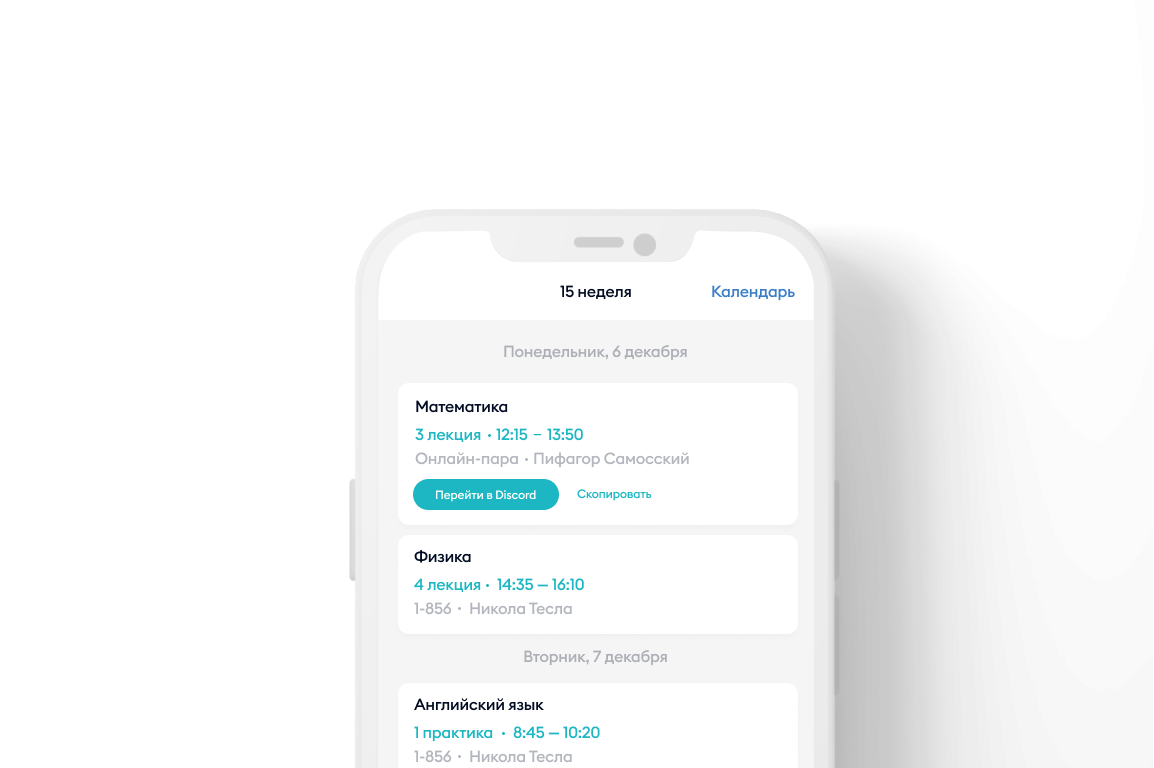 15 неделя
Календарь
Понедельник, 6 декабря
Математика
3 лекция • 12:15 – 13:50
Онлайн-пара • Пифагор Самосский
Перейти в Discord
Скопировать
Физика
4 лекция • 14:35 — 16:10
1-856 • Никола Тесла
Вторник, 7 декабря
Английский язык
1 практика • 8:45 — 10:20
1-856 • Никола Тесла